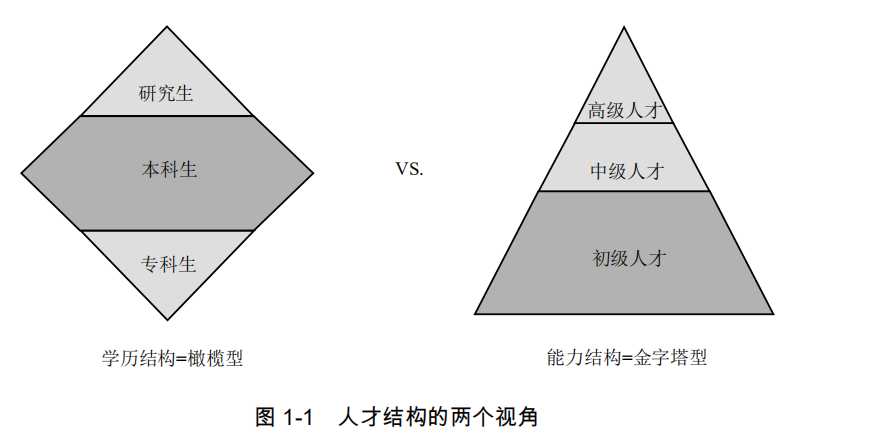 研究生
本科生
专科生
学历结构=橄榄型
VS.
高级人才
中级人才
初级人才
能力结构=金字塔型
图 1-1 人才结构的两个视角